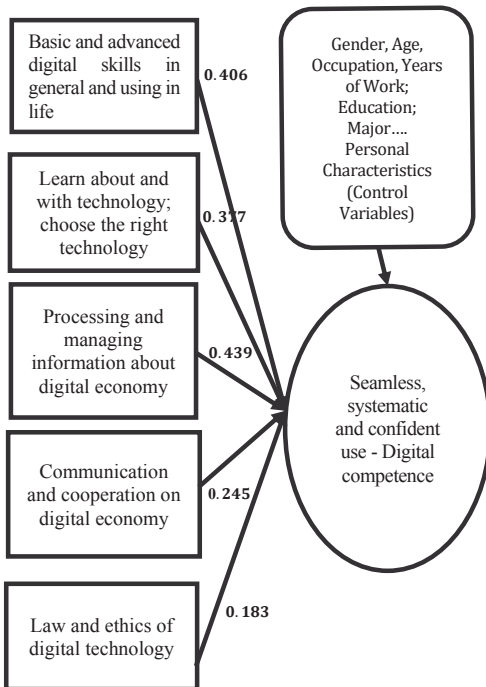 Basic and advanced
digital skills in
general and using in
life
0.406
Learn about and
with technology;
choose the right
technology
0.377
Processing and
managing
information about
digital economy
0.439
Communication
and cooperation on
digital economy
0.245
Law and ethics of
digital technology
0.183
Gender, Age,
Occupation, Years
of Work;
Education;
Major....
Personal
Characteristics
(Control
Variables)
Seamless,
systematic
and confident
use - Digital
competence